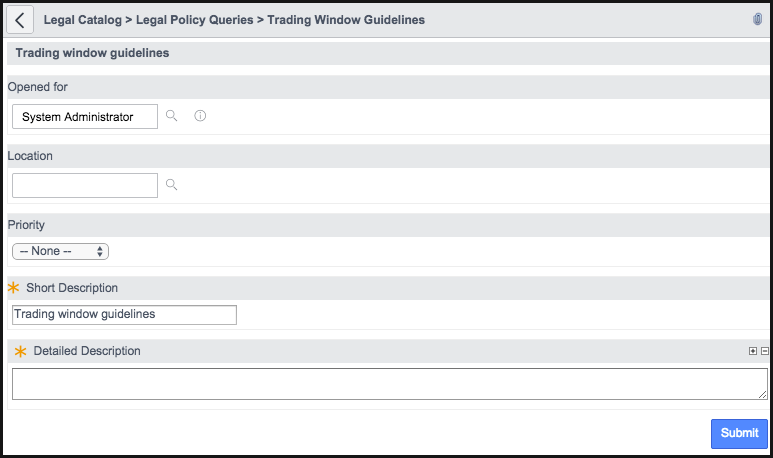 Legal Catalog > Legal Policy Queries > Trading Window Guidelines
Trading window guidelines
Opened for
System Administrator
Location
Priority
-- None --
Short Description
Trading window guidelines
Detailed Description
Submit